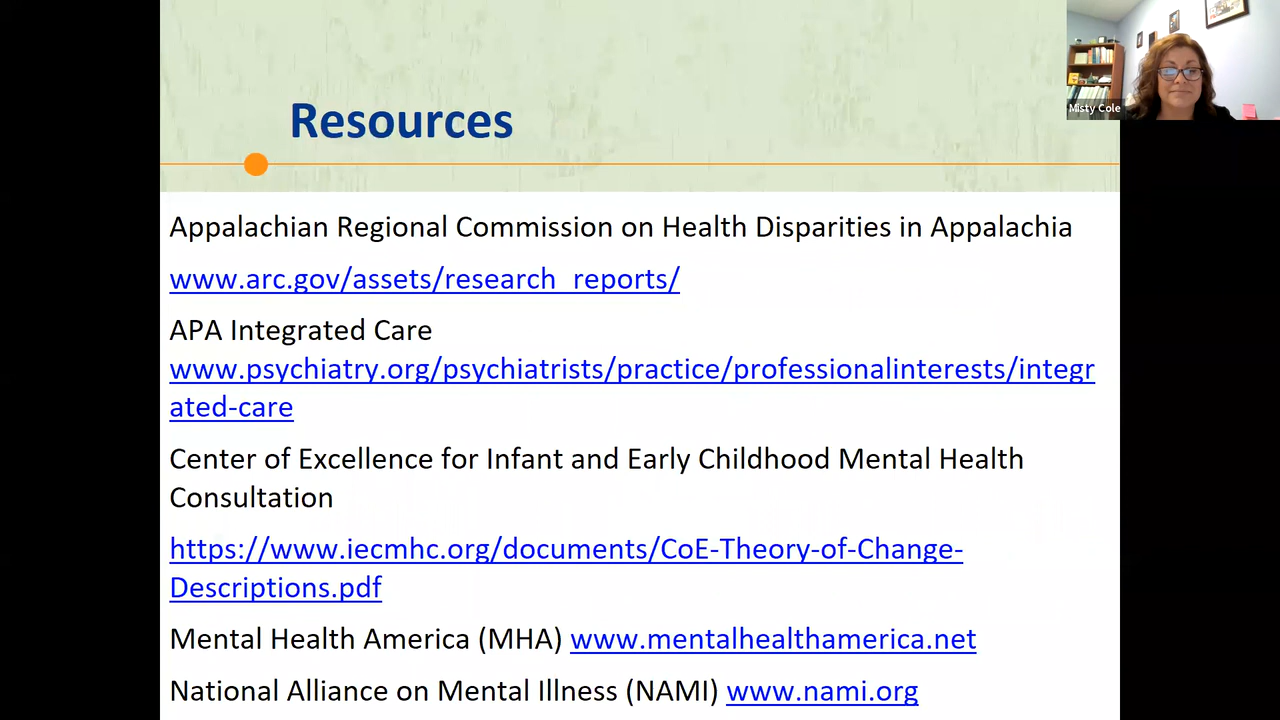 Resources
Misty Cole
Appalachian Regional Commission on Health Disparities in Appalachia
www.arc.gov/assets/research_reports/
APA Integrated Care
www.psychiatry.org/psychiatrists/practice/professionalinterests/integr
ated-care
Center of Excellence for Infant and Early Childhood Mental Health
Consultation
https://www.iecmhc.org/documents/CoE-Theory-of-Change-
Descriptions.pdf
Mental Health America (MHA) www.mentalhealthamerica.net
National Alliance on Mental Illness (NAMI) www.nami.org